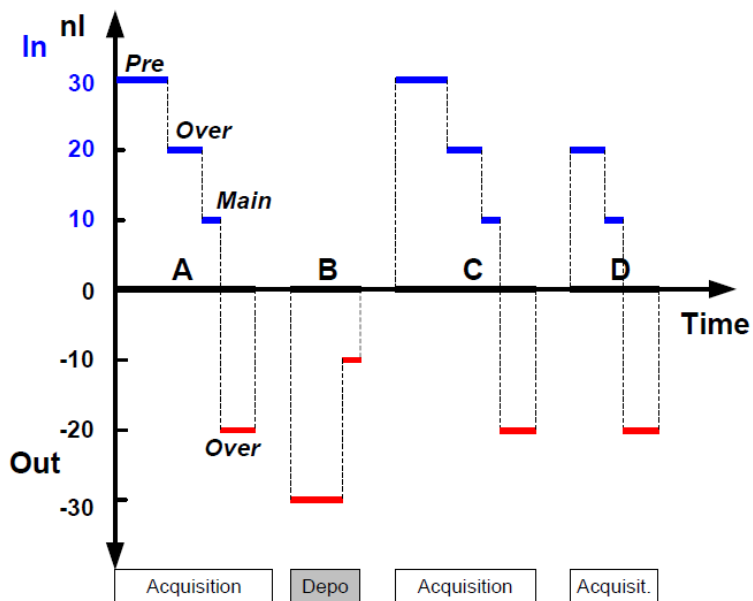 nl
In
Pre
30
Over
20
Main
10
A
B
C
D
0
Time
-10
-20
Over
Out
-30
Acquisition
Depo
Acquisition
Acquisit.